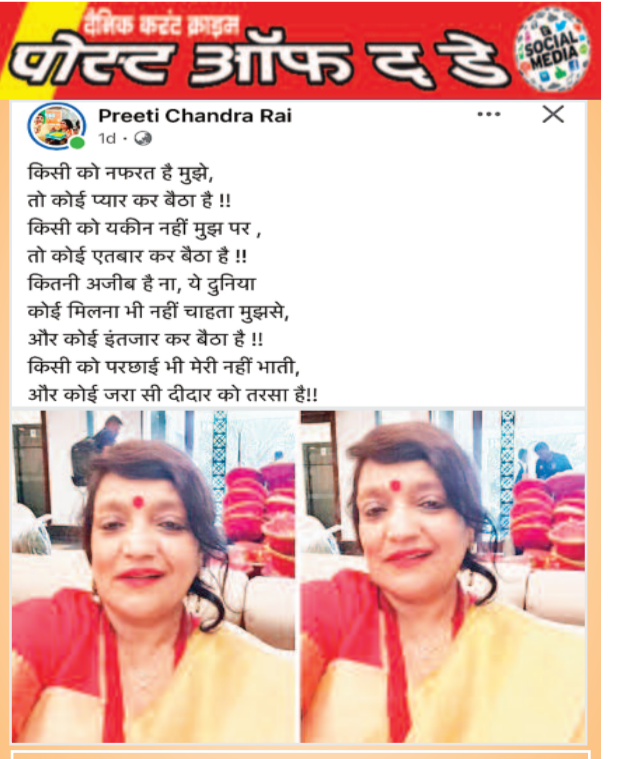 दैनिक करंट क्राइम
पोस्ट ऑफ द डे
SOCIAL
MEDIA
Preeti Chandra Rai
1d
किसी को नफरत है मुझे,
तो कोई प्यार कर बैठा है !!
किसी को यकीन नहीं मुझ पर ,
तो कोई एतबार कर बैठा है !!
कितनी अजीब है ना, ये दुनिया
कोई मिलना भी नहीं चाहता मुझसे,
और कोई इंतजार कर बैठा है !!
किसी को परछाई भी मेरी नहीं भाती,
और कोई जरा सी दीदार को तरसा है!!